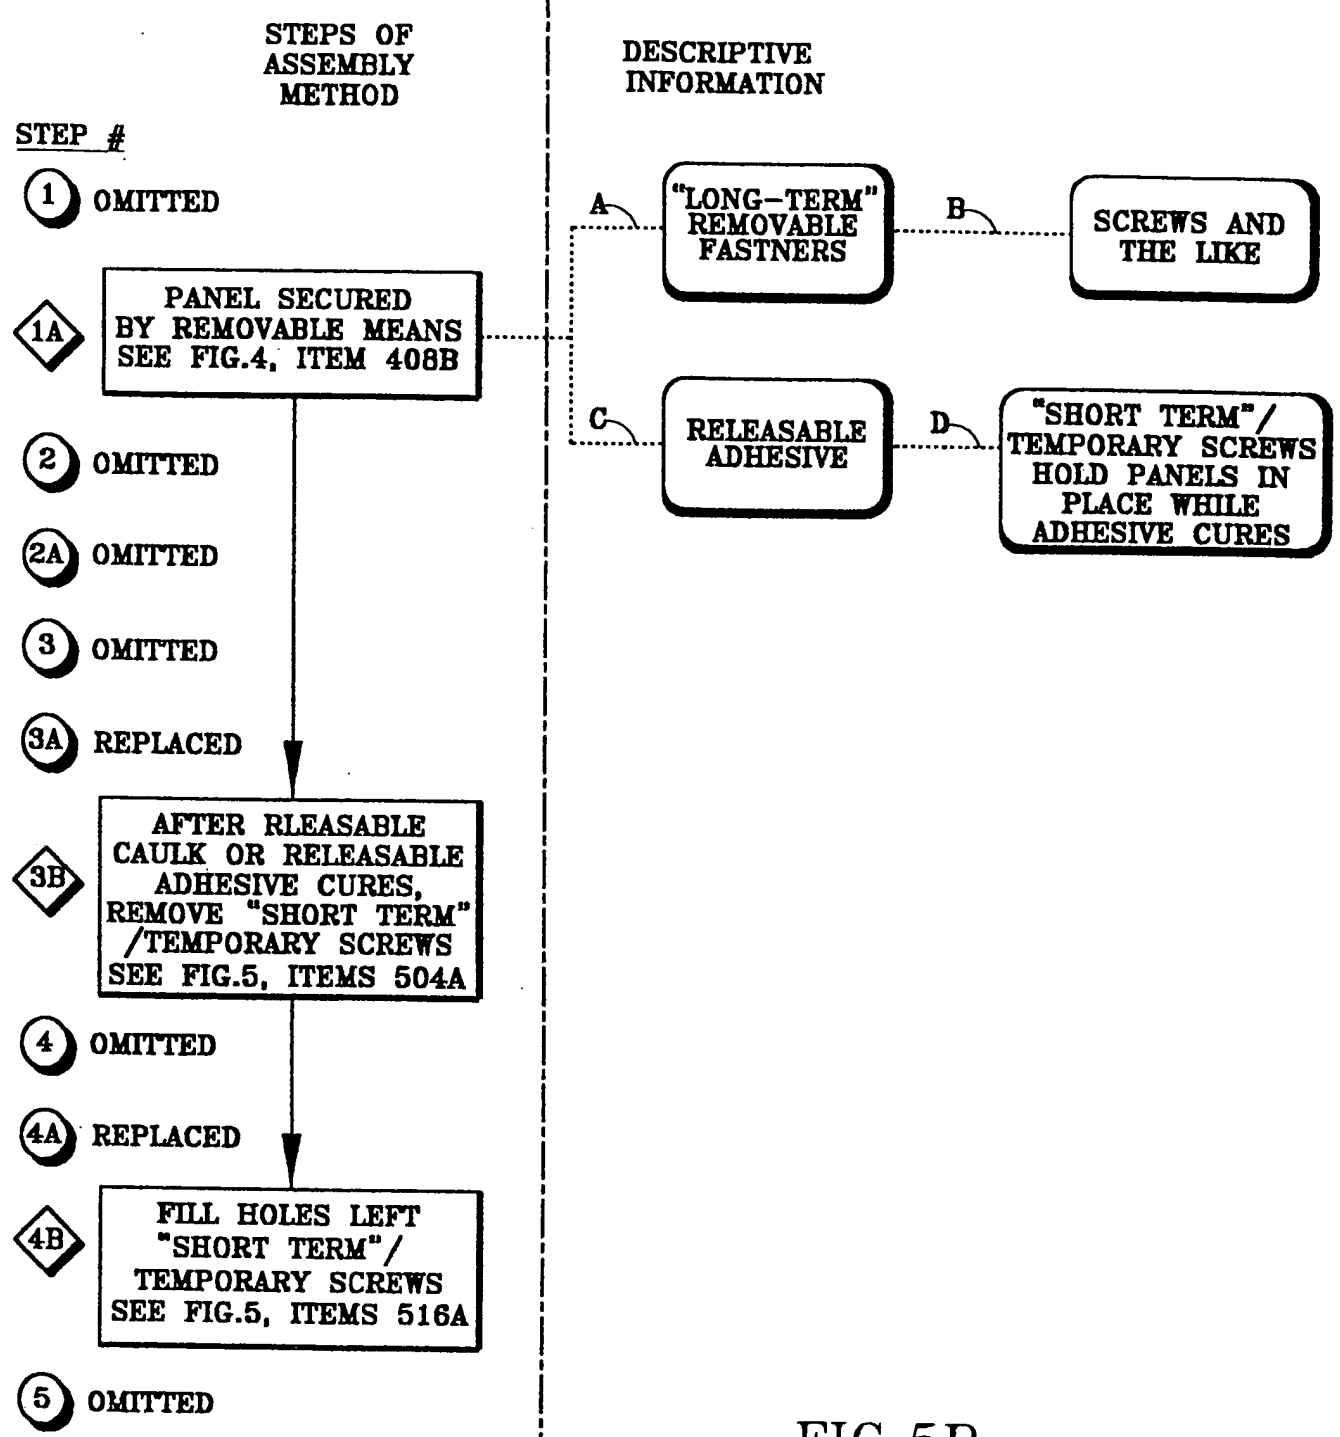 STEPS OF
ASSEMBLY
METHOD
DESCRIPTIVE
INFORMATION
STEP #
1 OMITTED
1A
PANEL SECURED
BY REMOVABLE MEANS
SEE FIG.4, ITEM 408B
A
"LONG-TERM"
REMOVABLE
FASTNERS
B
SCREWS AND
THE LIKE
C
RELEASABLE
ADHESIVE
D
"SHORT TERM"/
TEMPORARY SCREWS
HOLD PANELS IN
PLACE WHILE
ADHESIVE CURES
2 OMITTED
2A OMITTED
3 OMITTED
3A REPLACED
3B
AFTER RLEASABLE
CAULK OR RELEASABLE
ADHESIVE CURES,
REMOVE "SHORT TERM"
/TEMPORARY SCREWS
SEE FIG.5, ITEMS 504A
4 OMITTED
4A REPLACED
4B
FILL HOLES LEFT
"SHORT TERM"/
TEMPORARY SCREWS
SEE FIG.5, ITEMS 516A
5 OMITTED